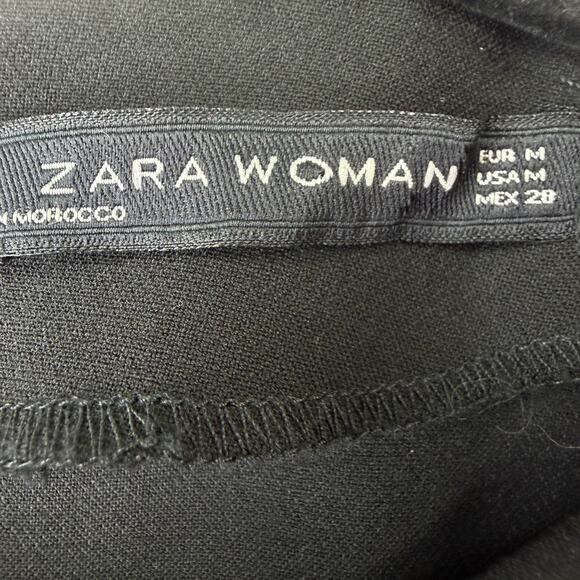 ZARA WOMAN
N MOROCCO
EUR M
USA M
MEX 28